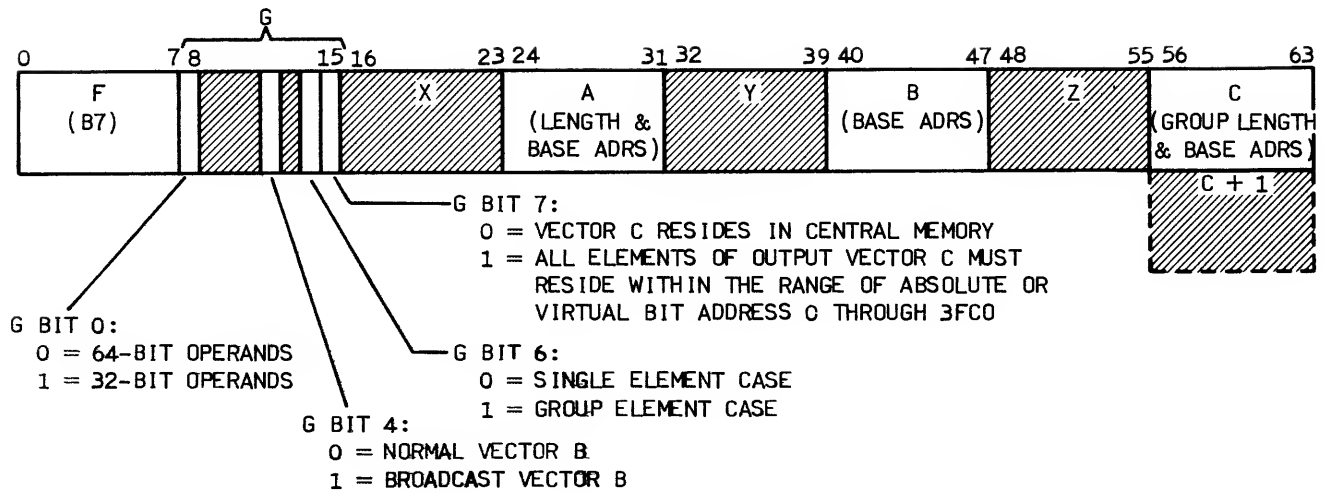 G
0 7 8 15 16 23 24 31 32 39 40 47 48 55 56 63
F X A Y B Z C
(B7) (LENGTH & (BASE ADRS) (GROUP LENGTH
BASE ADRS) & BASE ADRS)
C + 1
G BIT 7:
0 = VECTOR C RESIDES IN CENTRAL MEMORY
1 = ALL ELEMENTS OF OUTPUT VECTOR C MUST
RESIDE WITHIN THE RANGE OF ABSOLUTE OR
VIRTUAL BIT ADDRESS 0 THROUGH 3FC0
G BIT 0:
0 = 64-BIT OPERANDS
1 = 32-BIT OPERANDS
G BIT 6:
0 = SINGLE ELEMENT CASE
1 = GROUP ELEMENT CASE
G BIT 4:
0 = NORMAL VECTOR B
1 = BROADCAST VECTOR B